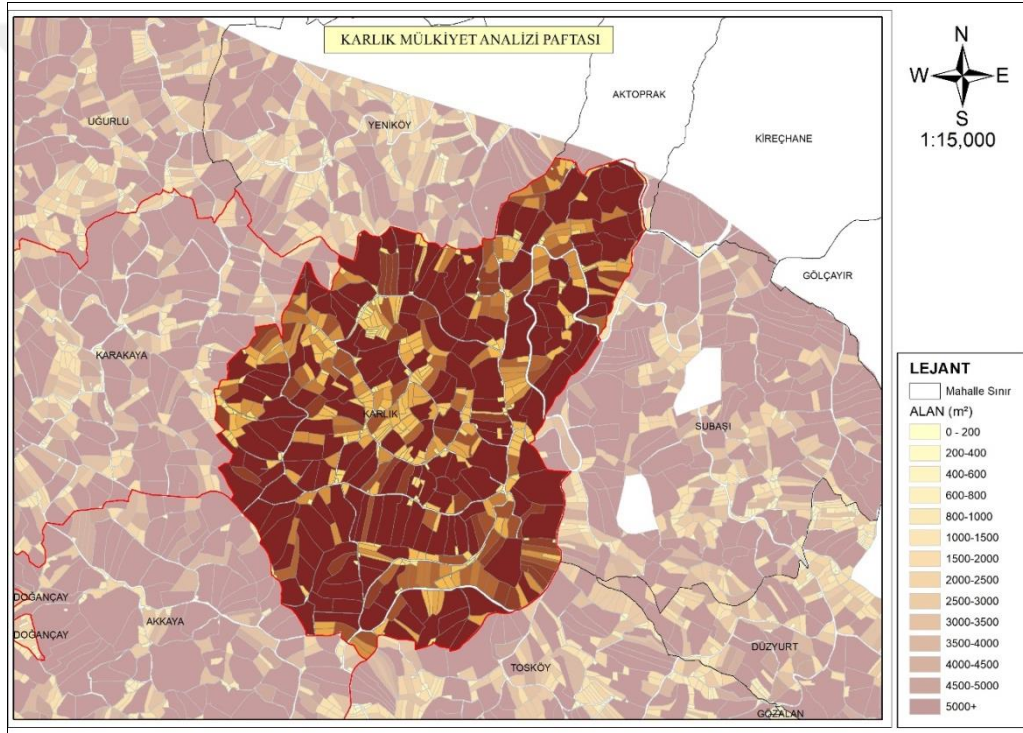 KARLIK MÜLKİYET ANALİZİ PAFTASI
N
W
E
S
1:15,000
AKTOPRAK
KİREÇHANE
UĞURLU
YENİKÖY
GÖLÇAYIR
KARAKAYA
KARLIK
SUBAŞI
DOĞANÇAY
DOĞANÇAY
AKKAYA
TOSKÖY
DÜZYURT
GÖZALAN
LEJANT
Mahalle Sınır
ALAN (m²)
0 - 200
200-400
400-600
600-800
800-1000
1000-1500
1500-2000
2000-2500
2500-3000
3000-3500
3500-4000
4000-4500
4500-5000
5000+